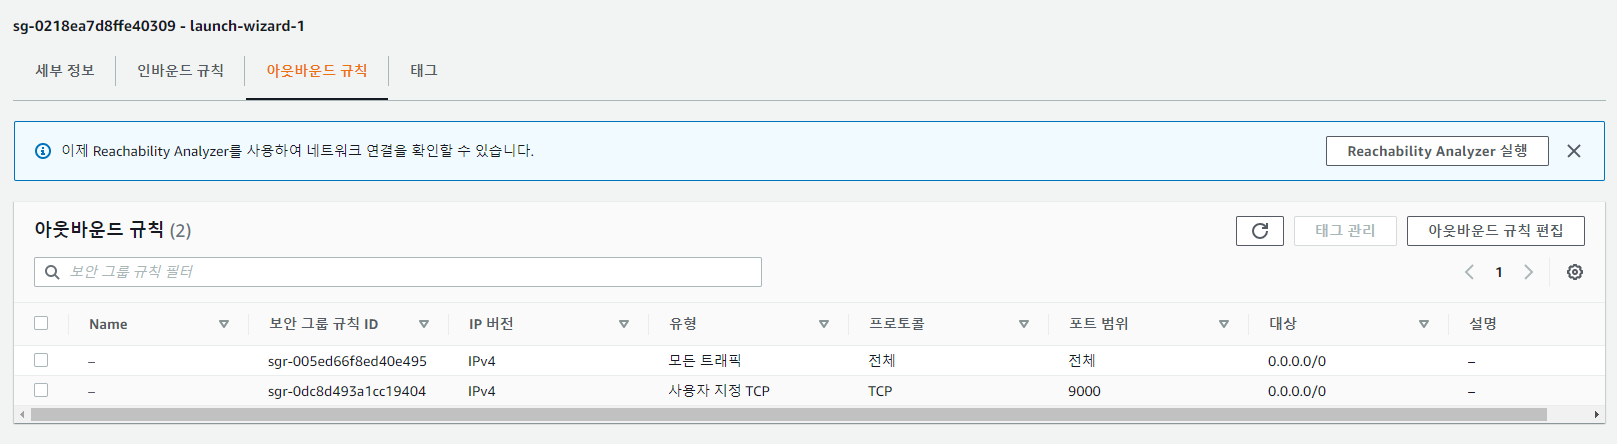 sg-0218ea7d8ffe40309 - launch-wizard-1
세부 정보 인바운드 규칙 아웃바운드 규칙 태그
이제 Reachability Analyzer를 사용하여 네트워크 연결을 확인할 수 있습니다. Reachability Analyzer 실행
아웃바운드 규칙 (2) 태그 관리 아웃바운드 규칙 편집
보안 그룹 규칙 필터 1
Name 보안 그룹 규칙 ID IP 버전 유형 프로토콜 포트 범위 대상 설명
– sgr-005ed66f8ed40e495 IPv4 모든 트래픽 전체 전체 0.0.0.0/0 –
– sgr-0dc8d493a1cc19404 IPv4 사용자 지정 TCP TCP 9000 0.0.0.0/0 –